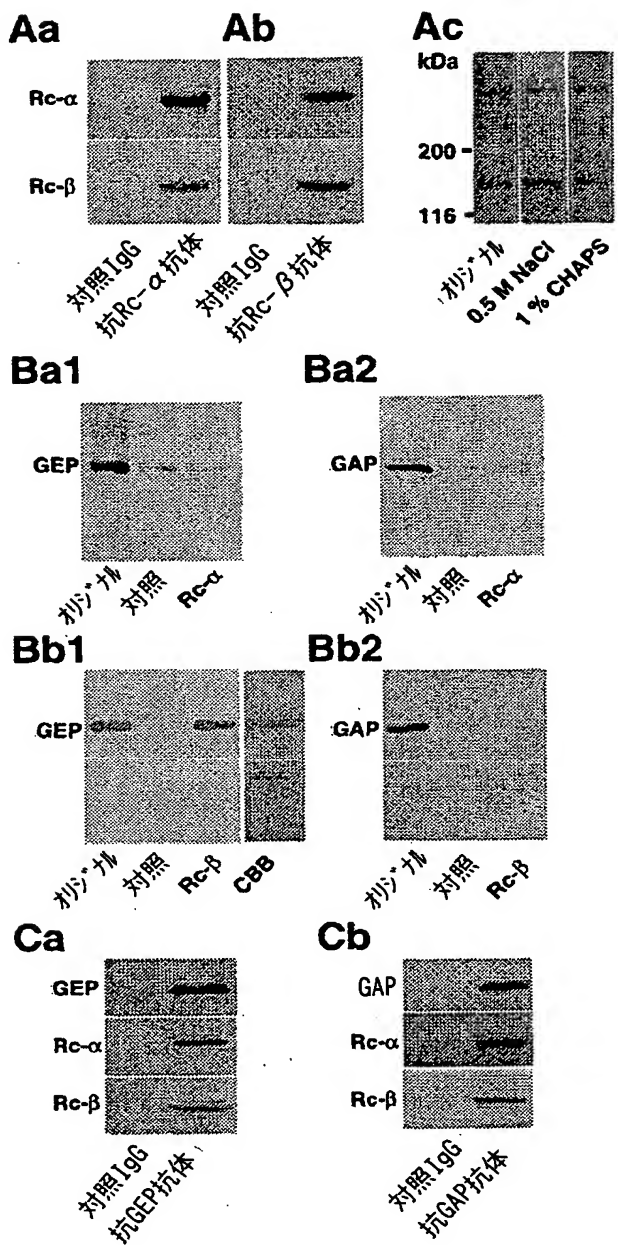 Aa
Ab
Ac
kDa
Rc-α
200
Rc-β
116
対照IgG
抗Rc-α抗体
対照IgG
抗Rc-β抗体
オリジナル
0.5 M NaCl
1 % CHAPS
Ba1
Ba2
GEP
GAP
オリジナル
対照
Rc-α
オリジナル
対照
Rc-α
Bb1
Bb2
GEP
GAP
オリジナル
対照
Rc-β
CBB
オリジナル
対照
Rc-β
Ca
Cb
GEP
GAP
Rc-α
Rc-α
Rc-β
Rc-β
対照IgG
抗GEP抗体
対照IgG
抗GAP抗体